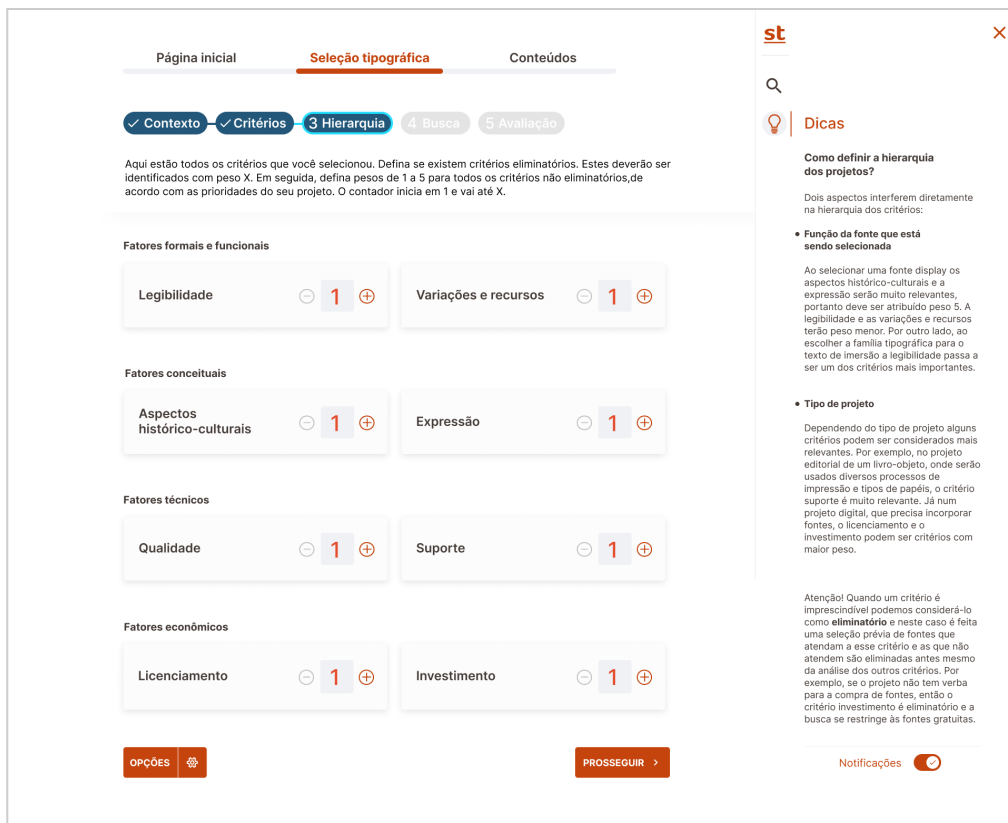 st
Página inicial
Seleção tipográfica
Conteúdos
Contexto
Critérios
3 Hierarquia
4 Busca
5 Avaliação
Aqui estão todos os critérios que você selecionou. Defina se existem critérios eliminatórios. Estes deverão ser
identificados com peso X. Em seguida, defina pesos de 1 a 5 para todos os critérios não eliminatórios,de
acordo com as prioridades do seu projeto. O contador inicia em 1 e vai até X.
Fatores formais e funcionais
Legibilidade
1
Variações e recursos
1
Fatores conceituais
Aspectos
histórico-culturais
1
Expressão
1
Fatores técnicos
Qualidade
1
Suporte
1
Fatores econômicos
Licenciamento
1
Investimento
1
OPÇÕES
PROSSEGUIR
Dicas
Como definir a hierarquia
dos projetos?
Dois aspectos interferem diretamente
na hierarquia dos critérios:
Função da fonte que está
sendo selecionada
Ao selecionar uma fonte display os
aspectos histórico-culturais e a
expressão serão muito relevantes,
portanto deve ser atribuído peso 5. A
legibilidade e as variações e recursos
terão peso menor. Por outro lado, ao
escolher a família tipográfica para o
texto de imersão a legibilidade passa a
ser um dos critérios mais importantes.
Tipo de projeto
Dependendo do tipo de projeto alguns
critérios podem ser considerados mais
relevantes. Por exemplo, no projeto
editorial de um livro-objeto, onde serão
usados diversos processos de
impressão e tipos de papéis, o critério
suporte é muito relevante. Já num
projeto digital, que precisa incorporar
fontes, o licenciamento e o
investimento podem ser critérios com
maior peso.
Atenção! Quando um critério é
imprescindível podemos considerá-lo
como eliminatório e neste caso é feita
uma seleção prévia de fontes que
atendam a esse critério e as que não
atendem são eliminadas antes mesmo
da análise dos outros critérios. Por
exemplo, se o projeto não tem verba
para a compra de fontes, então o
critério investimento é eliminatório e a
busca se restringe às fontes gratuitas.
Notificações